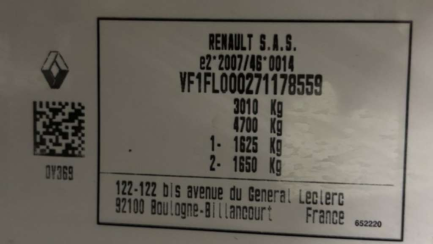 RENAULT S.A.S.
e2*2007/46*0014
VF1FL000271178559
3010 Kg
4700 Kg
1- 1625 Kg
2- 1650 Kg
DY369
122-122 bis avenue du General Leclerc
92100 Boulogne-Billancourt France
652220